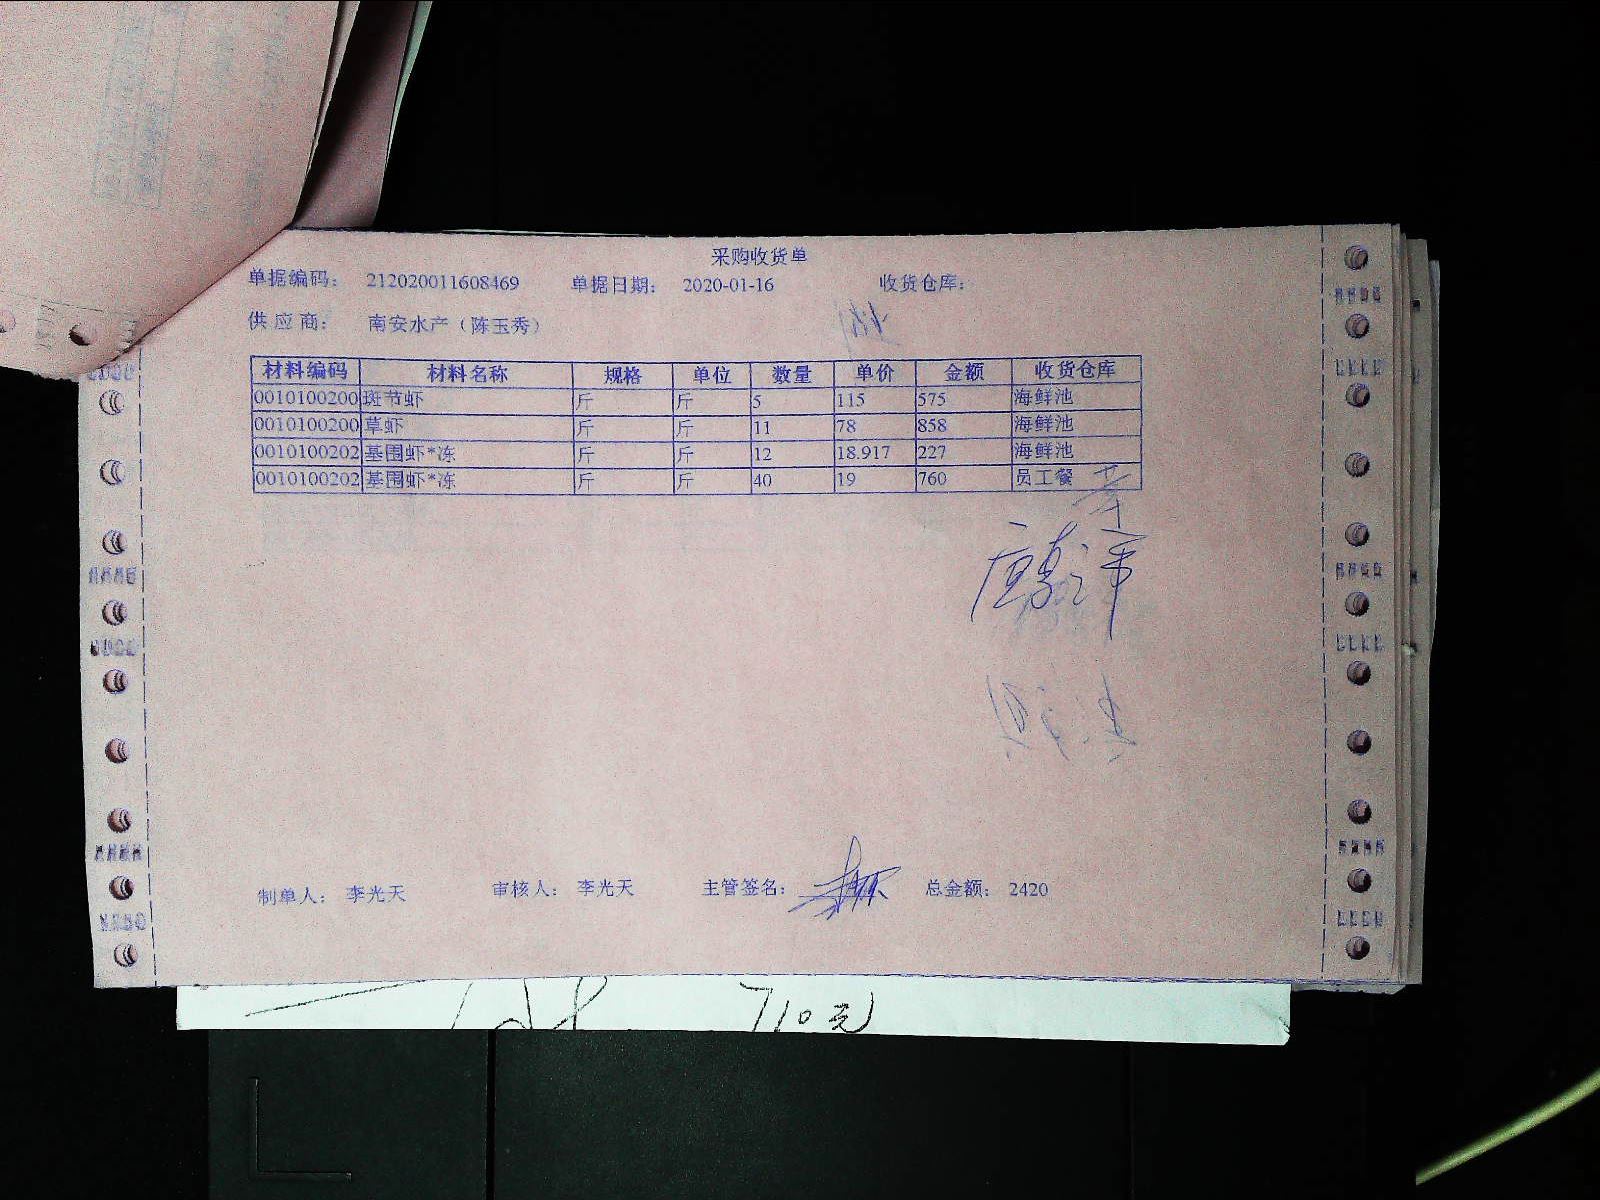 采购收货单
单据编码： 212020011608469 单据日期： 2020-01-16 收货仓库：
供应商： 南安水产（陈玉秀）
材料编码 材料名称 规格 单位 数量 单价 金额 收货仓库
0010100200 斑节虾 斤 斤 5 115 575 海鲜池
0010100200 草虾 斤 斤 11 78 858 海鲜池
0010100202 基围虾*冻 斤 斤 12 18.917 227 海鲜池
0010100202 基围虾*冻 斤 斤 40 19 760 员工餐
制单人： 李光天 审核人： 李光天 主管签名： 总金额： 2420
710元